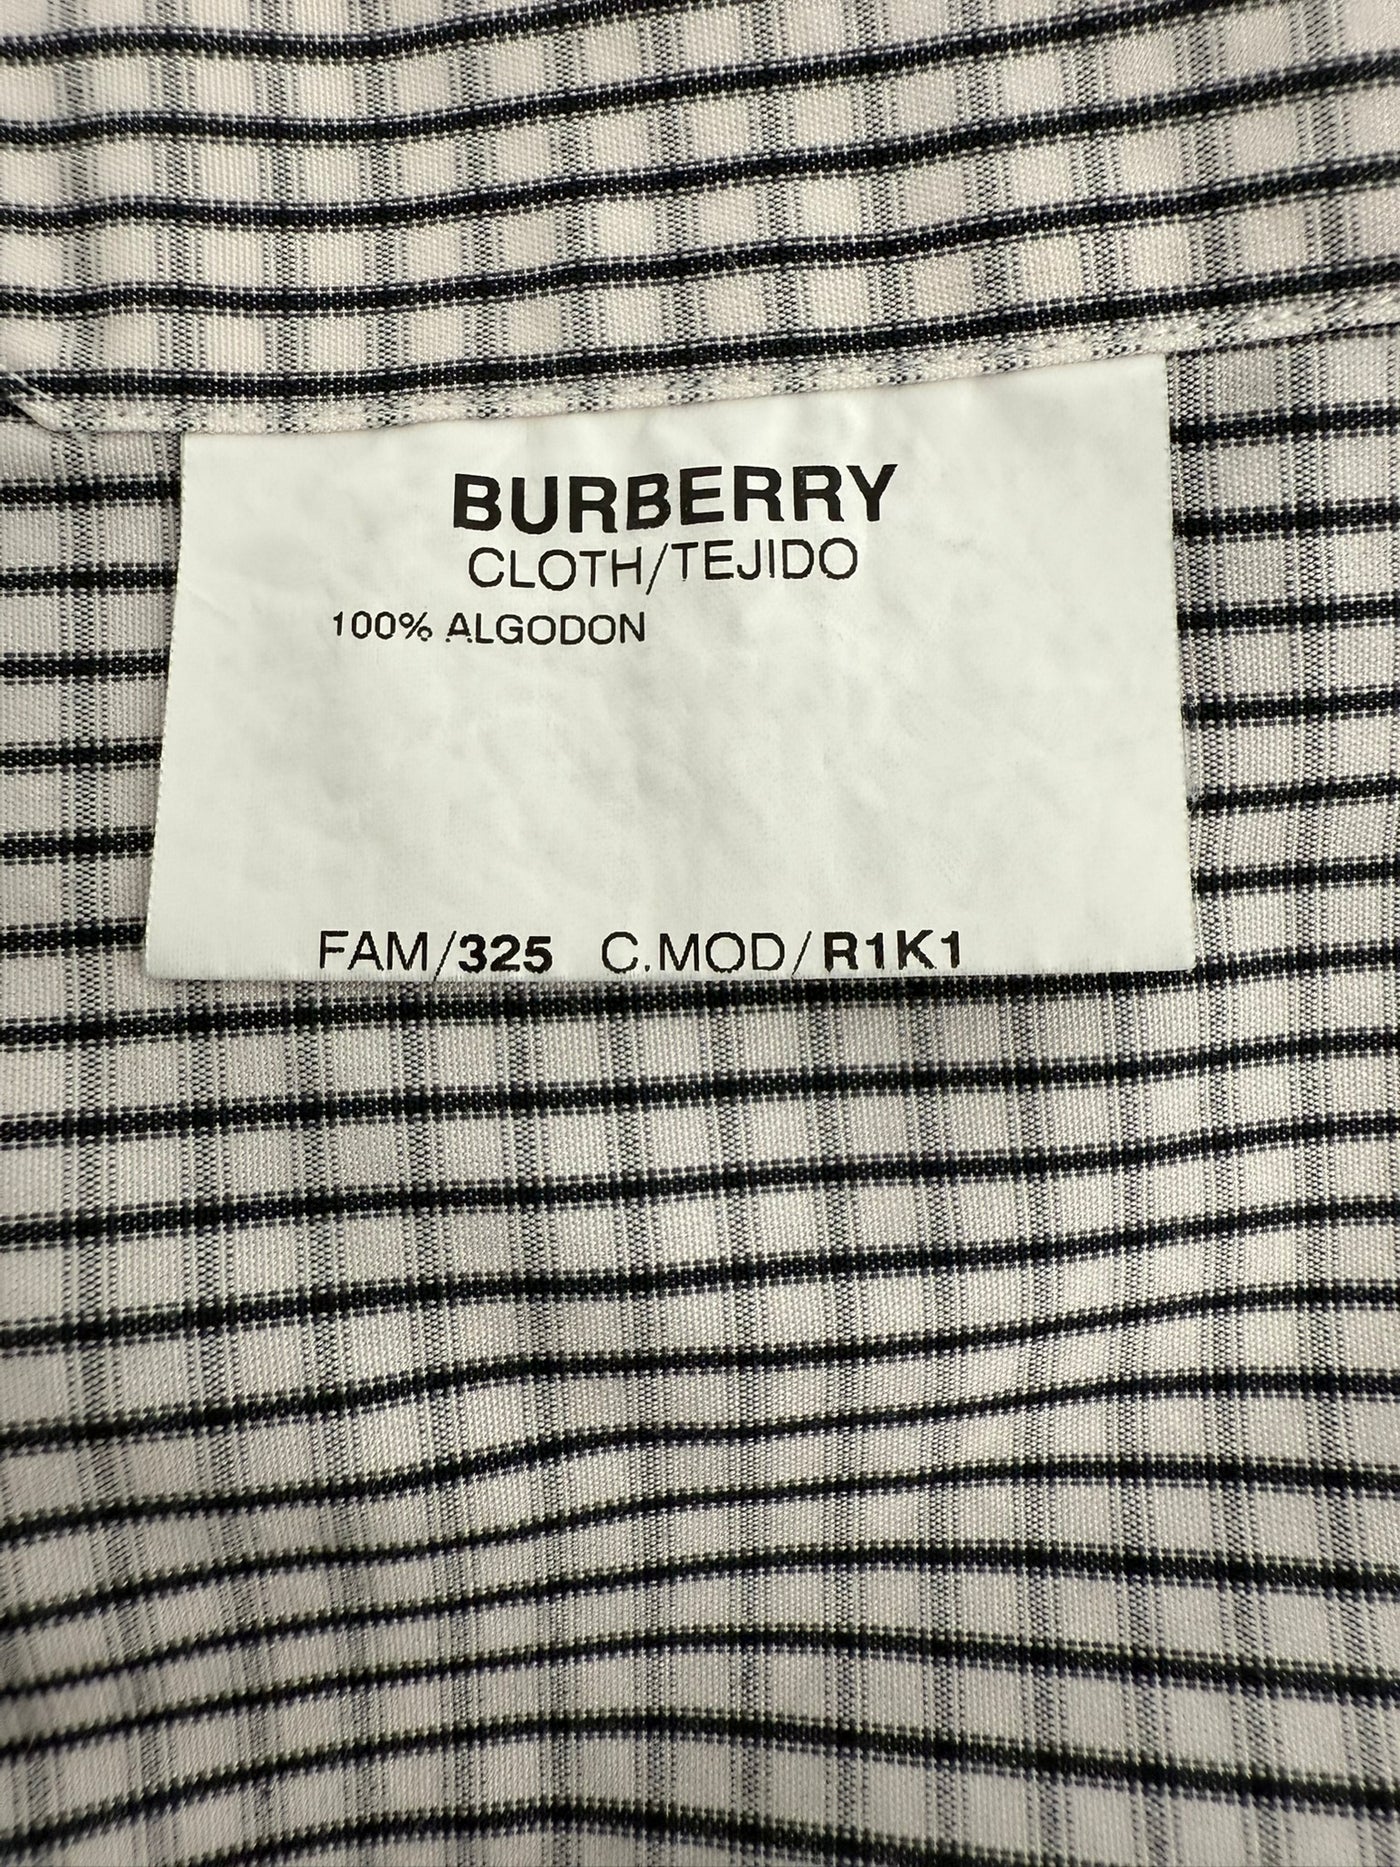 BURBERRY
CLOTH/TEJIDO
100% ALGODON
FAM/325 C.MOD/R1K1